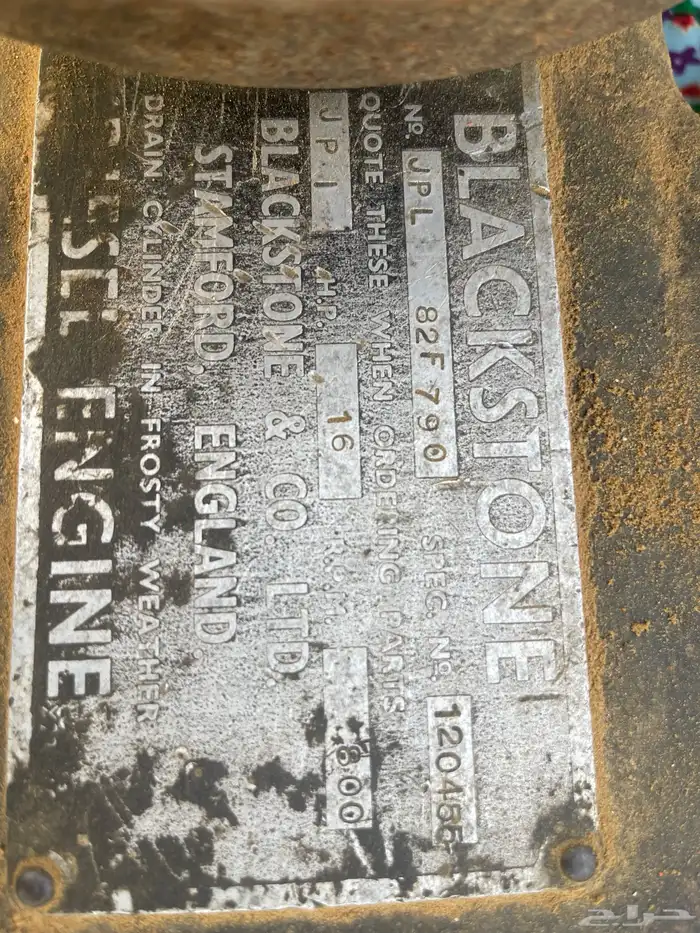 BLACKSTONE
Nº JPL 82F790 SPEC. Nº 120455
QUOTE THESE WHEN ORDERING PARTS
JP1 H.P. 16 R.P.M. 800
BLACKSTONE & CO. LTD.
STAMFORD, ENGLAND.
DRAIN CYLINDER IN FROSTY WEATHER
ENGINE
حراج